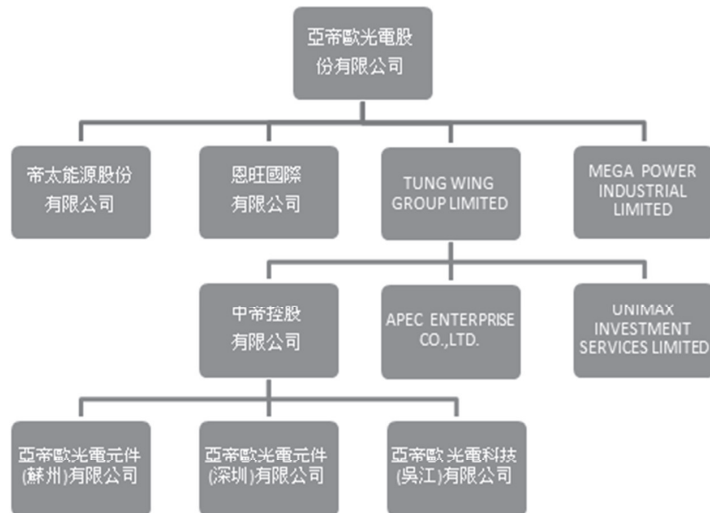 亞帝歐光電股
份有限公司
帝太能源股份
有限公司
恩旺國際
有限公司
TUNG WING
GROUP LIMITED
MEGA POWER
INDUSTRIAL
LIMITED
中帝控股
有限公司
APEC ENTERPRISE
CO.,LTD.
UNIMAX
INVESTMENT
SERVICES LIMITED
亞帝歐光電元件
(蘇州)有限公司
亞帝歐光電元件
(深圳)有限公司
亞帝歐光電科技
(吳江)有限公司